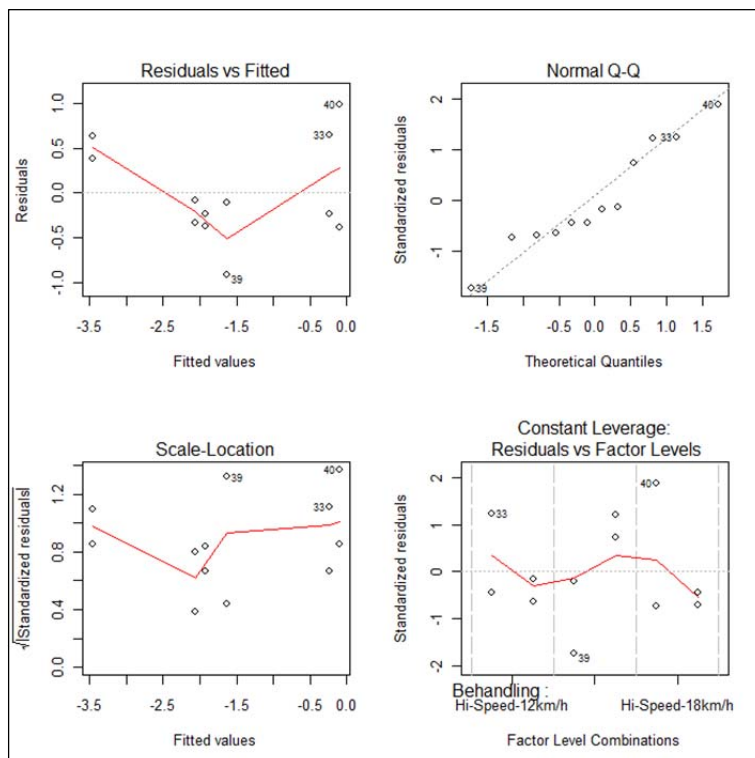 Residuals vs Fitted
Residuals
1.0
0.5
0.0
-0.5
-1.0
40
33
39
-3.5 -2.5 -1.5 -0.5 0.0
Fitted values
Normal Q-Q
Standardized residuals
2
1
0
-1
40
33
39
-1.5 -0.5 0.0 0.5 1.0 1.5
Theoretical Quantiles
Scale-Location
√|Standardized residuals|
1.2
0.8
0.4
0.0
40
39
33
-3.5 -2.5 -1.5 -0.5 0.0
Fitted values
Constant Leverage:
Residuals vs Factor Levels
Standardized residuals
2
1
0
-1
-2
40
33
39
Behandling :
Hi-Speed-12km/h Hi-Speed-18km/h
Factor Level Combinations